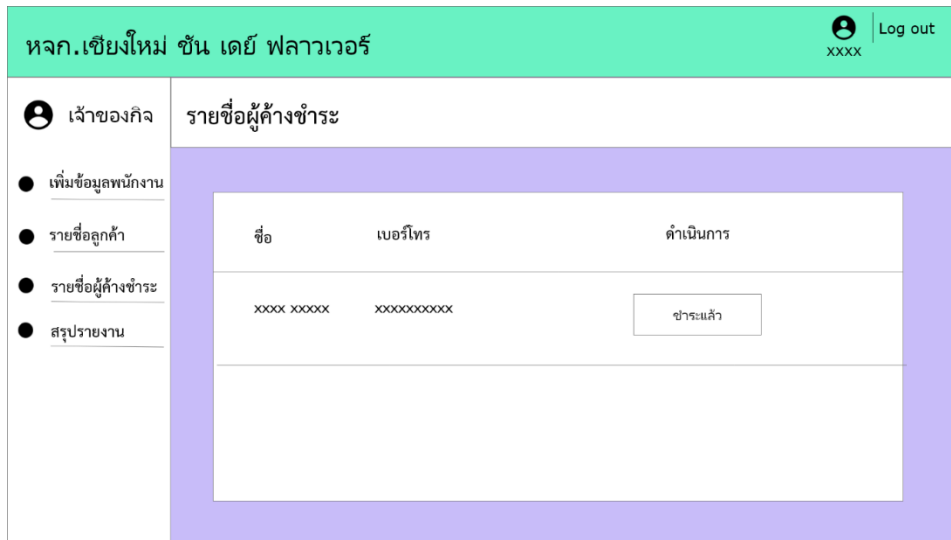 หจก.เชียงใหม่ ซัน เดย์ ฟลาวเวอร์
Log out
xxxx
เจ้าของกิจ
รายชื่อผู้ค้างชำระ
เพิ่มข้อมูลพนักงาน
รายชื่อลูกค้า
รายชื่อผู้ค้างชำระ
สรุปรายงาน
ชื่อ เบอร์โทร ดำเนินการ
xxxx xxxxx xxxxxxxxxx ชำระแล้ว